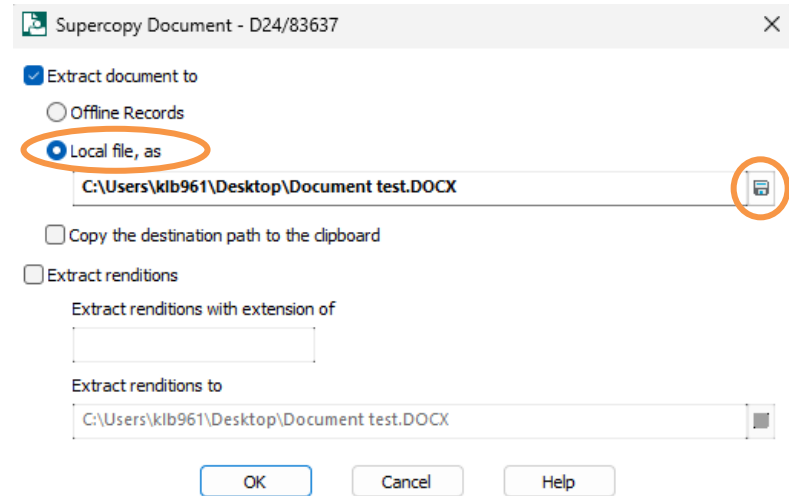 Supercopy Document - D24/83637
Extract document to
Offline Records
Local file, as
C:\Users\klb961\Desktop\Document test.DOCX
Copy the destination path to the clipboard
Extract renditions
Extract renditions with extension of
Extract renditions to
C:\Users\klb961\Desktop\Document test.DOCX
OK Cancel Help